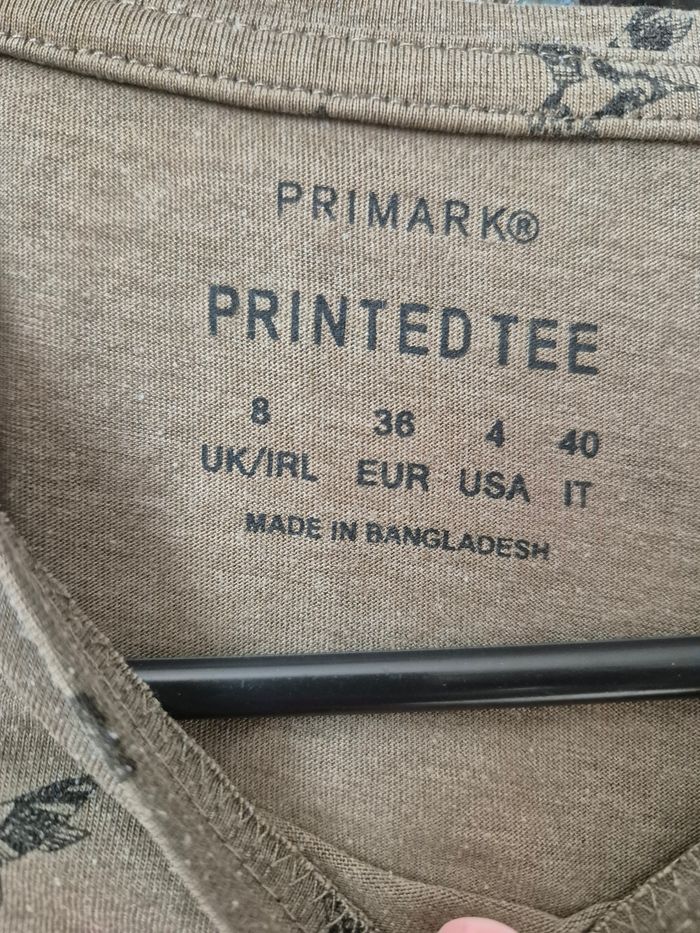 PRIMARK®
PRINTED TEE
8 36 4 40
UK/IRL EUR USA IT
MADE IN BANGLADESH